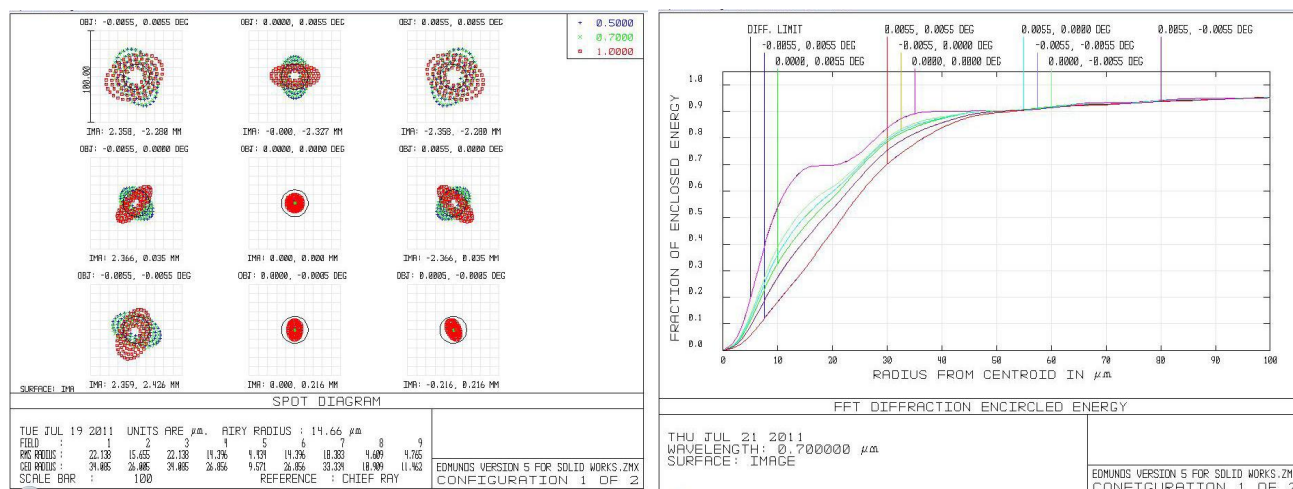 OBJ: -0.0055, 0.0055 DEG
OBJ: 0.0000, 0.0055 DEG
OBJ: 0.0055, 0.0055 DEG
0.5000
0.7000
1.0000
100.00
IMA: 2.358, -2.280 MM
IMA: -0.000, -2.327 MM
IMA: -2.358, -2.280 MM
OBJ: -0.0055, 0.0000 DEG
OBJ: 0.0000, 0.0000 DEG
OBJ: 0.0055, 0.0000 DEG
IMA: 2.366, 0.035 MM
IMA: 0.000, 0.000 MM
IMA: -2.366, 0.035 MM
OBJ: -0.0055, -0.0055 DEG
OBJ: 0.0000, -0.0005 DEG
OBJ: 0.0005, -0.0005 DEG
IMA: 2.359, 2.426 MM
IMA: 0.000, 0.216 MM
IMA: -0.216, 0.216 MM
SURFACE: IMA
SPOT DIAGRAM
TUE JUL 19 2011 UNITS ARE µm. AIRY RADIUS : 14.66 µm
FIELD : 1 2 3 4 5 6 7 8 9
RMS RADIUS : 22.138 15.655 22.138 14.396 4.434 14.396 18.383 4.609 4.765
GEO RADIUS : 34.085 26.005 34.085 26.856 9.571 26.856 33.334 10.909 11.462
SCALE BAR : 100 REFERENCE : CHIEF RAY
EDMUNDS VERSION 5 FOR SOLID WORKS.ZMX
CONFIGURATION 1 OF 2
DIFF. LIMIT
0.0055, 0.0055 DEG
0.0055, 0.0000 DEG
0.0055, -0.0055 DEG
-0.0055, 0.0055 DEG
-0.0055, 0.0000 DEG
-0.0055, -0.0055 DEG
0.0000, 0.0055 DEG
0.0000, 0.0000 DEG
0.0000, -0.0055 DEG
1.0
0.9
0.8
0.7
0.6
0.5
0.4
0.3
0.2
0.1
0.0
FRACTION OF ENCLOSED ENERGY
0 10 20 30 40 50 60 70 80 90 100
RADIUS FROM CENTROID IN µm
FFT DIFFRACTION ENCIRCLED ENERGY
THU JUL 21 2011
WAVELENGTH: 0.700000 µm
SURFACE: IMAGE
EDMUNDS VERSION 5 FOR SOLID WORKS.ZMX
CONFIGURATION 1 OF 2